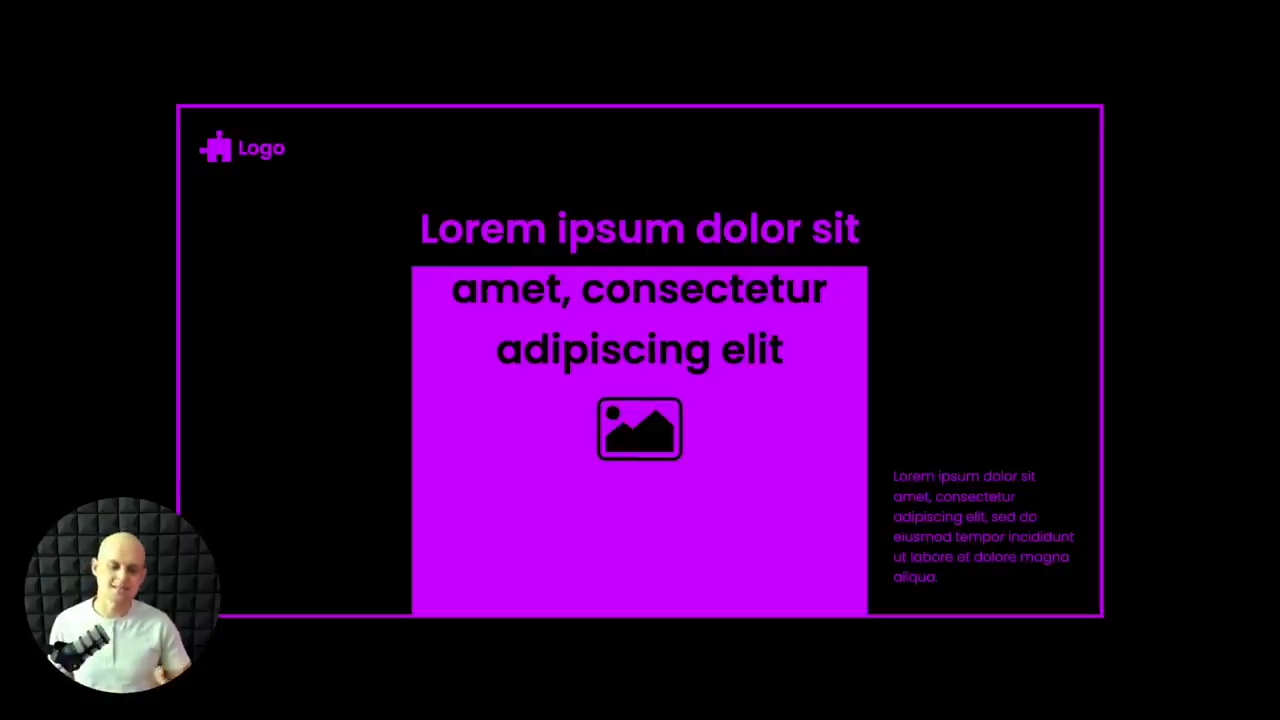 Logo
Lorem ipsum dolor sit
amet, consectetur
adipiscing elit
Lorem ipsum dolor sit
amet, consectetur
adipiscing elit, sed do
eiusmod tempor incididunt
ut labore et dolore magna
aliqua.